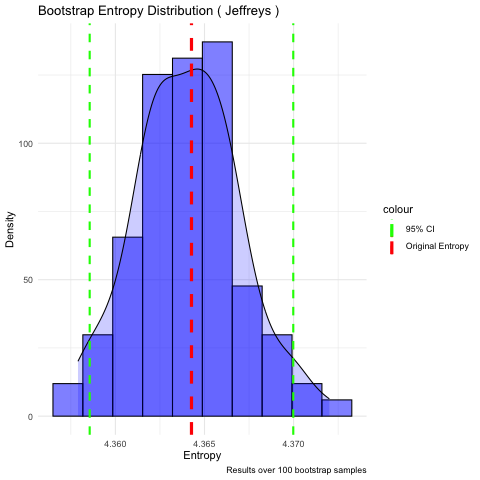 Bootstrap Entropy Distribution ( Jeffreys )
Density
100
50
0
4.360
4.365
4.370
Entropy
colour
95% CI
Original Entropy
Results over 100 bootstrap samples